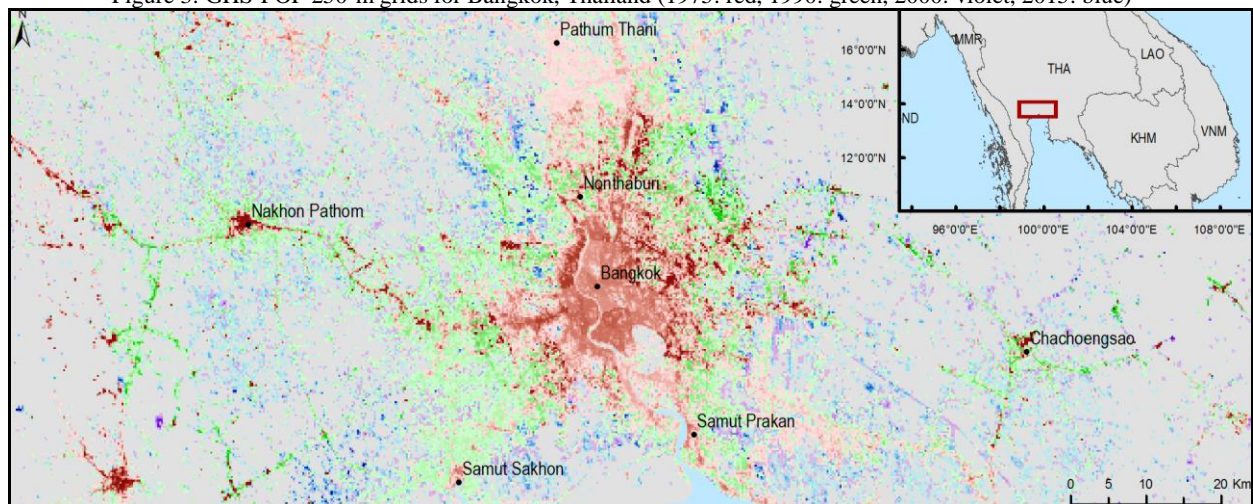 Figure 3. GHS-POP 250-m grids for Bangkok, Thailand (1975: red, 1990: green, 2000: violet, 2015: blue)
N
Pathum Thani
Nonthaburi
Nakhon Pathom
Bangkok
Chachoengsao
Samut Prakan
Samut Sakhon
MMR
LAO
THA
ND
KHM
VNM
16°0'0"N
14°0'0"N
12°0'0"N
96°0'0"E
100°0'0"E
104°0'0"E
108°0'0"E
0 5 10 20 Km